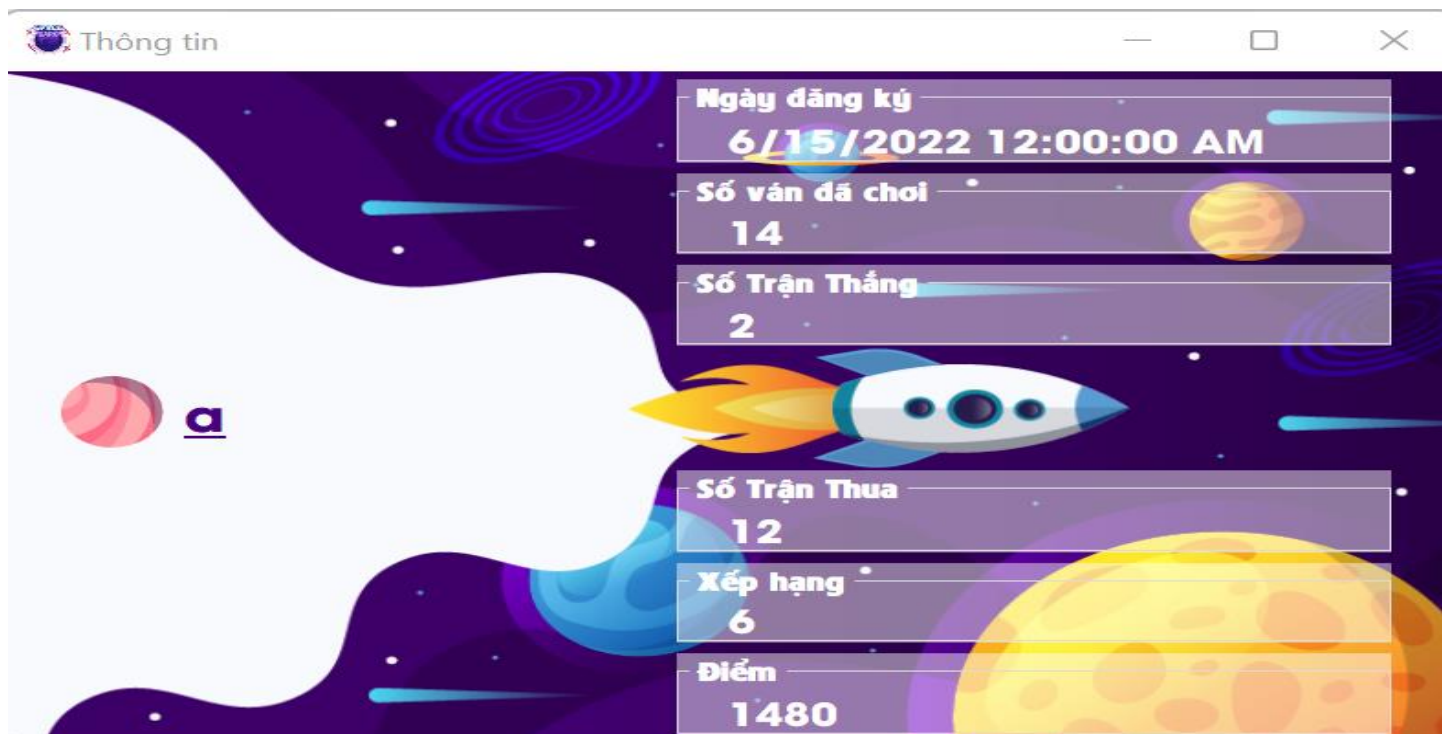 Thông tin
Ngày đăng ký
6/15/2022 12:00:00 AM
Số ván đã chơi
14
Số Trận Thắng
2
a
Số Trận Thua
12
Xếp hạng
6
Điểm
1480